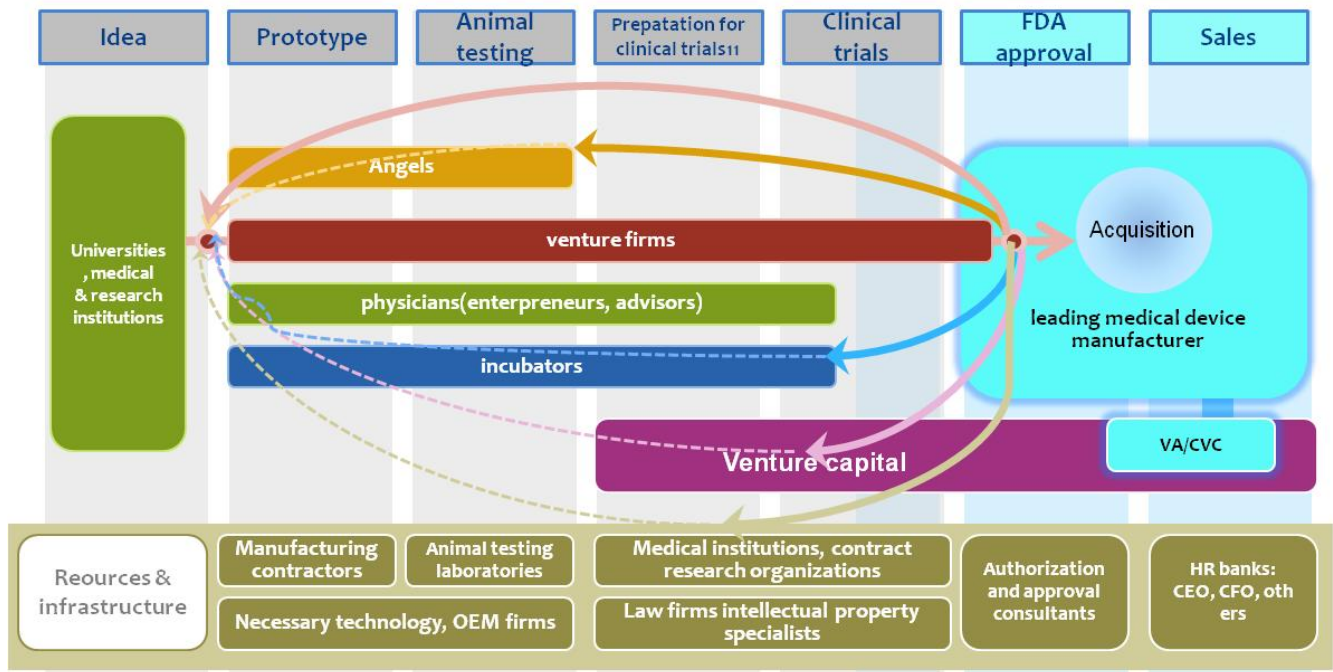 Idea
Prototype
Animal
testing
Prepatation for
clinical trials11
Clinical
trials
FDA
approval
Sales
Angels
venture firms
Universities
, medical
& research
institutions
physicians(enterpreneurs, advisors)
incubators
Acquisition
leading medical device
manufacturer
Venture capital
VA/CVC
Reources &
infrastructure
Manufacturing
contractors
Animal testing
laboratories
Necessary technology, OEM firms
Medical institutions, contract
research organizations
Law firms intellectual property
specialists
Authorization
and approval
consultants
HR banks:
CEO, CFO, oth
ers